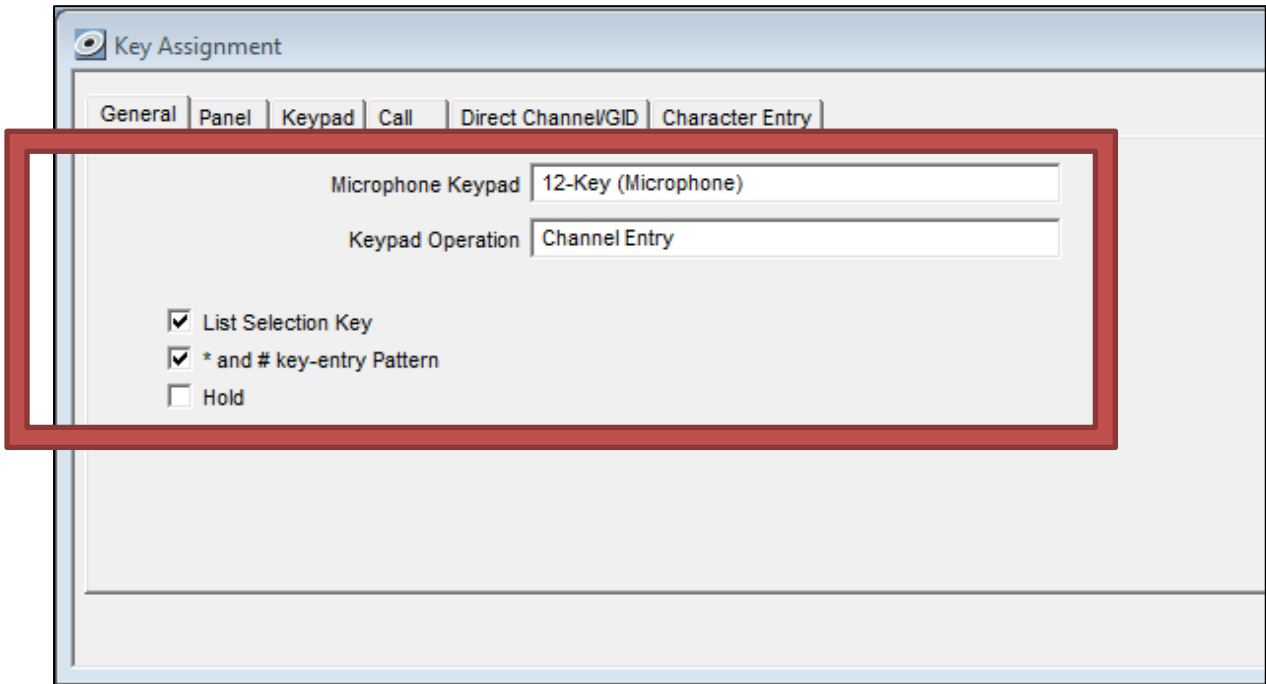 Key Assignment
General Panel Keypad Call Direct Channel/GID Character Entry
Microphone Keypad 12-Key (Microphone)
Keypad Operation Channel Entry
List Selection Key
* and # key-entry Pattern
Hold